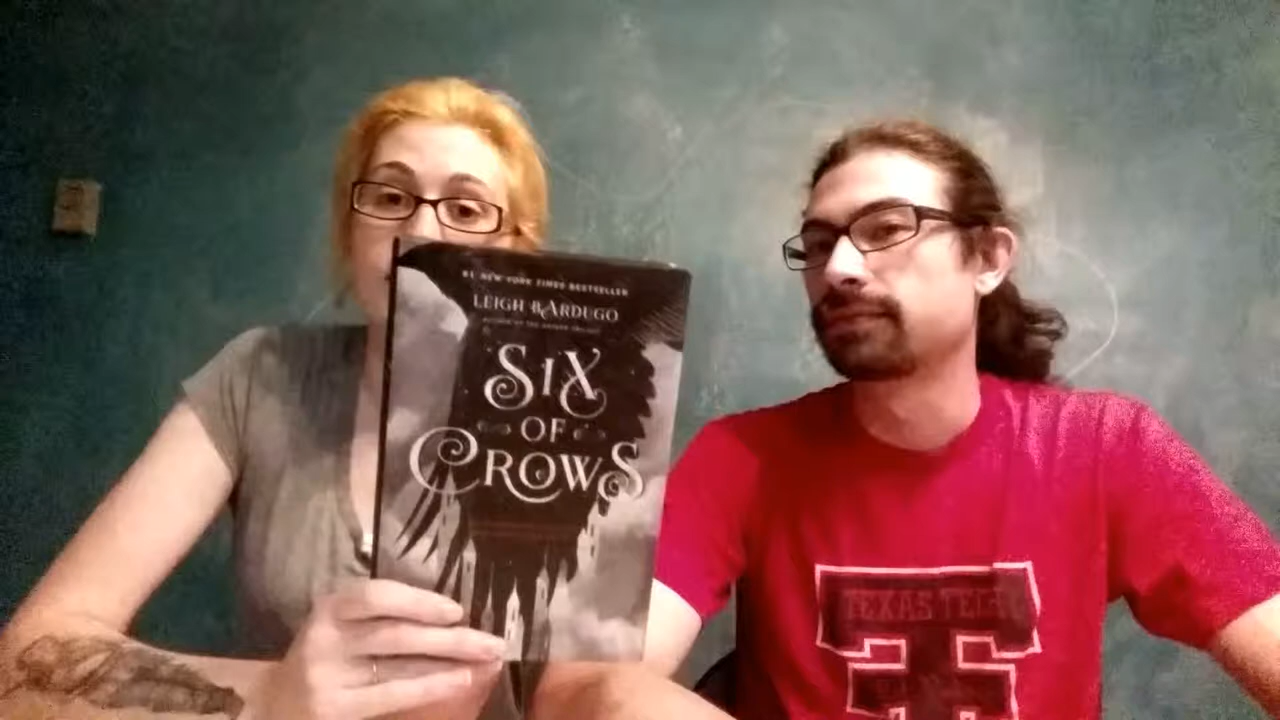 #1 NEW YORK TIMES BESTSELLER
LEIGH BARDUGO
SIX
OF
CROWS
TEXAS TECH